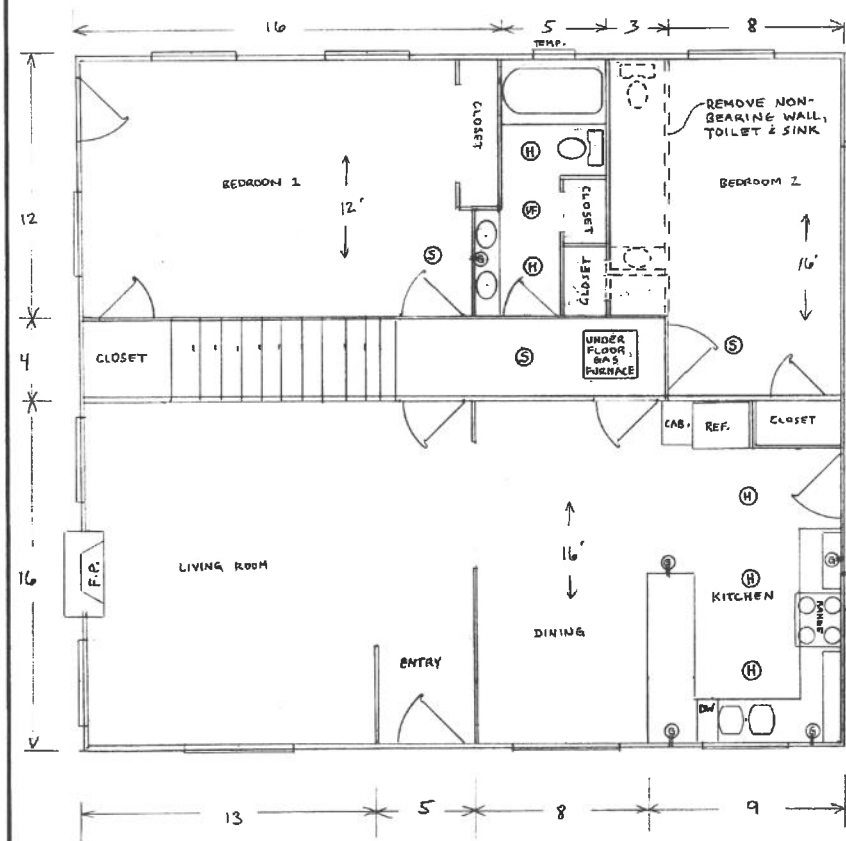 16 5 3 8
TEMP.
CLOSET
REMOVE NON-
BEARING WALL,
TOILET & SINK
H
BEDROOM 1
BEDROOM 2
12'
VF
CLOSET
12
16'
S
G
H
CLOSET
4
CLOSET
S
UNDER
FLOOR,
GAS
FURNACE
S
CAB.
REF.
CLOSET
H
16
F.P.
LIVING ROOM
16'
G
H
G
KITCHEN
RANGE
DINING
ENTRY
H
DW
G
G
13 5 8 9